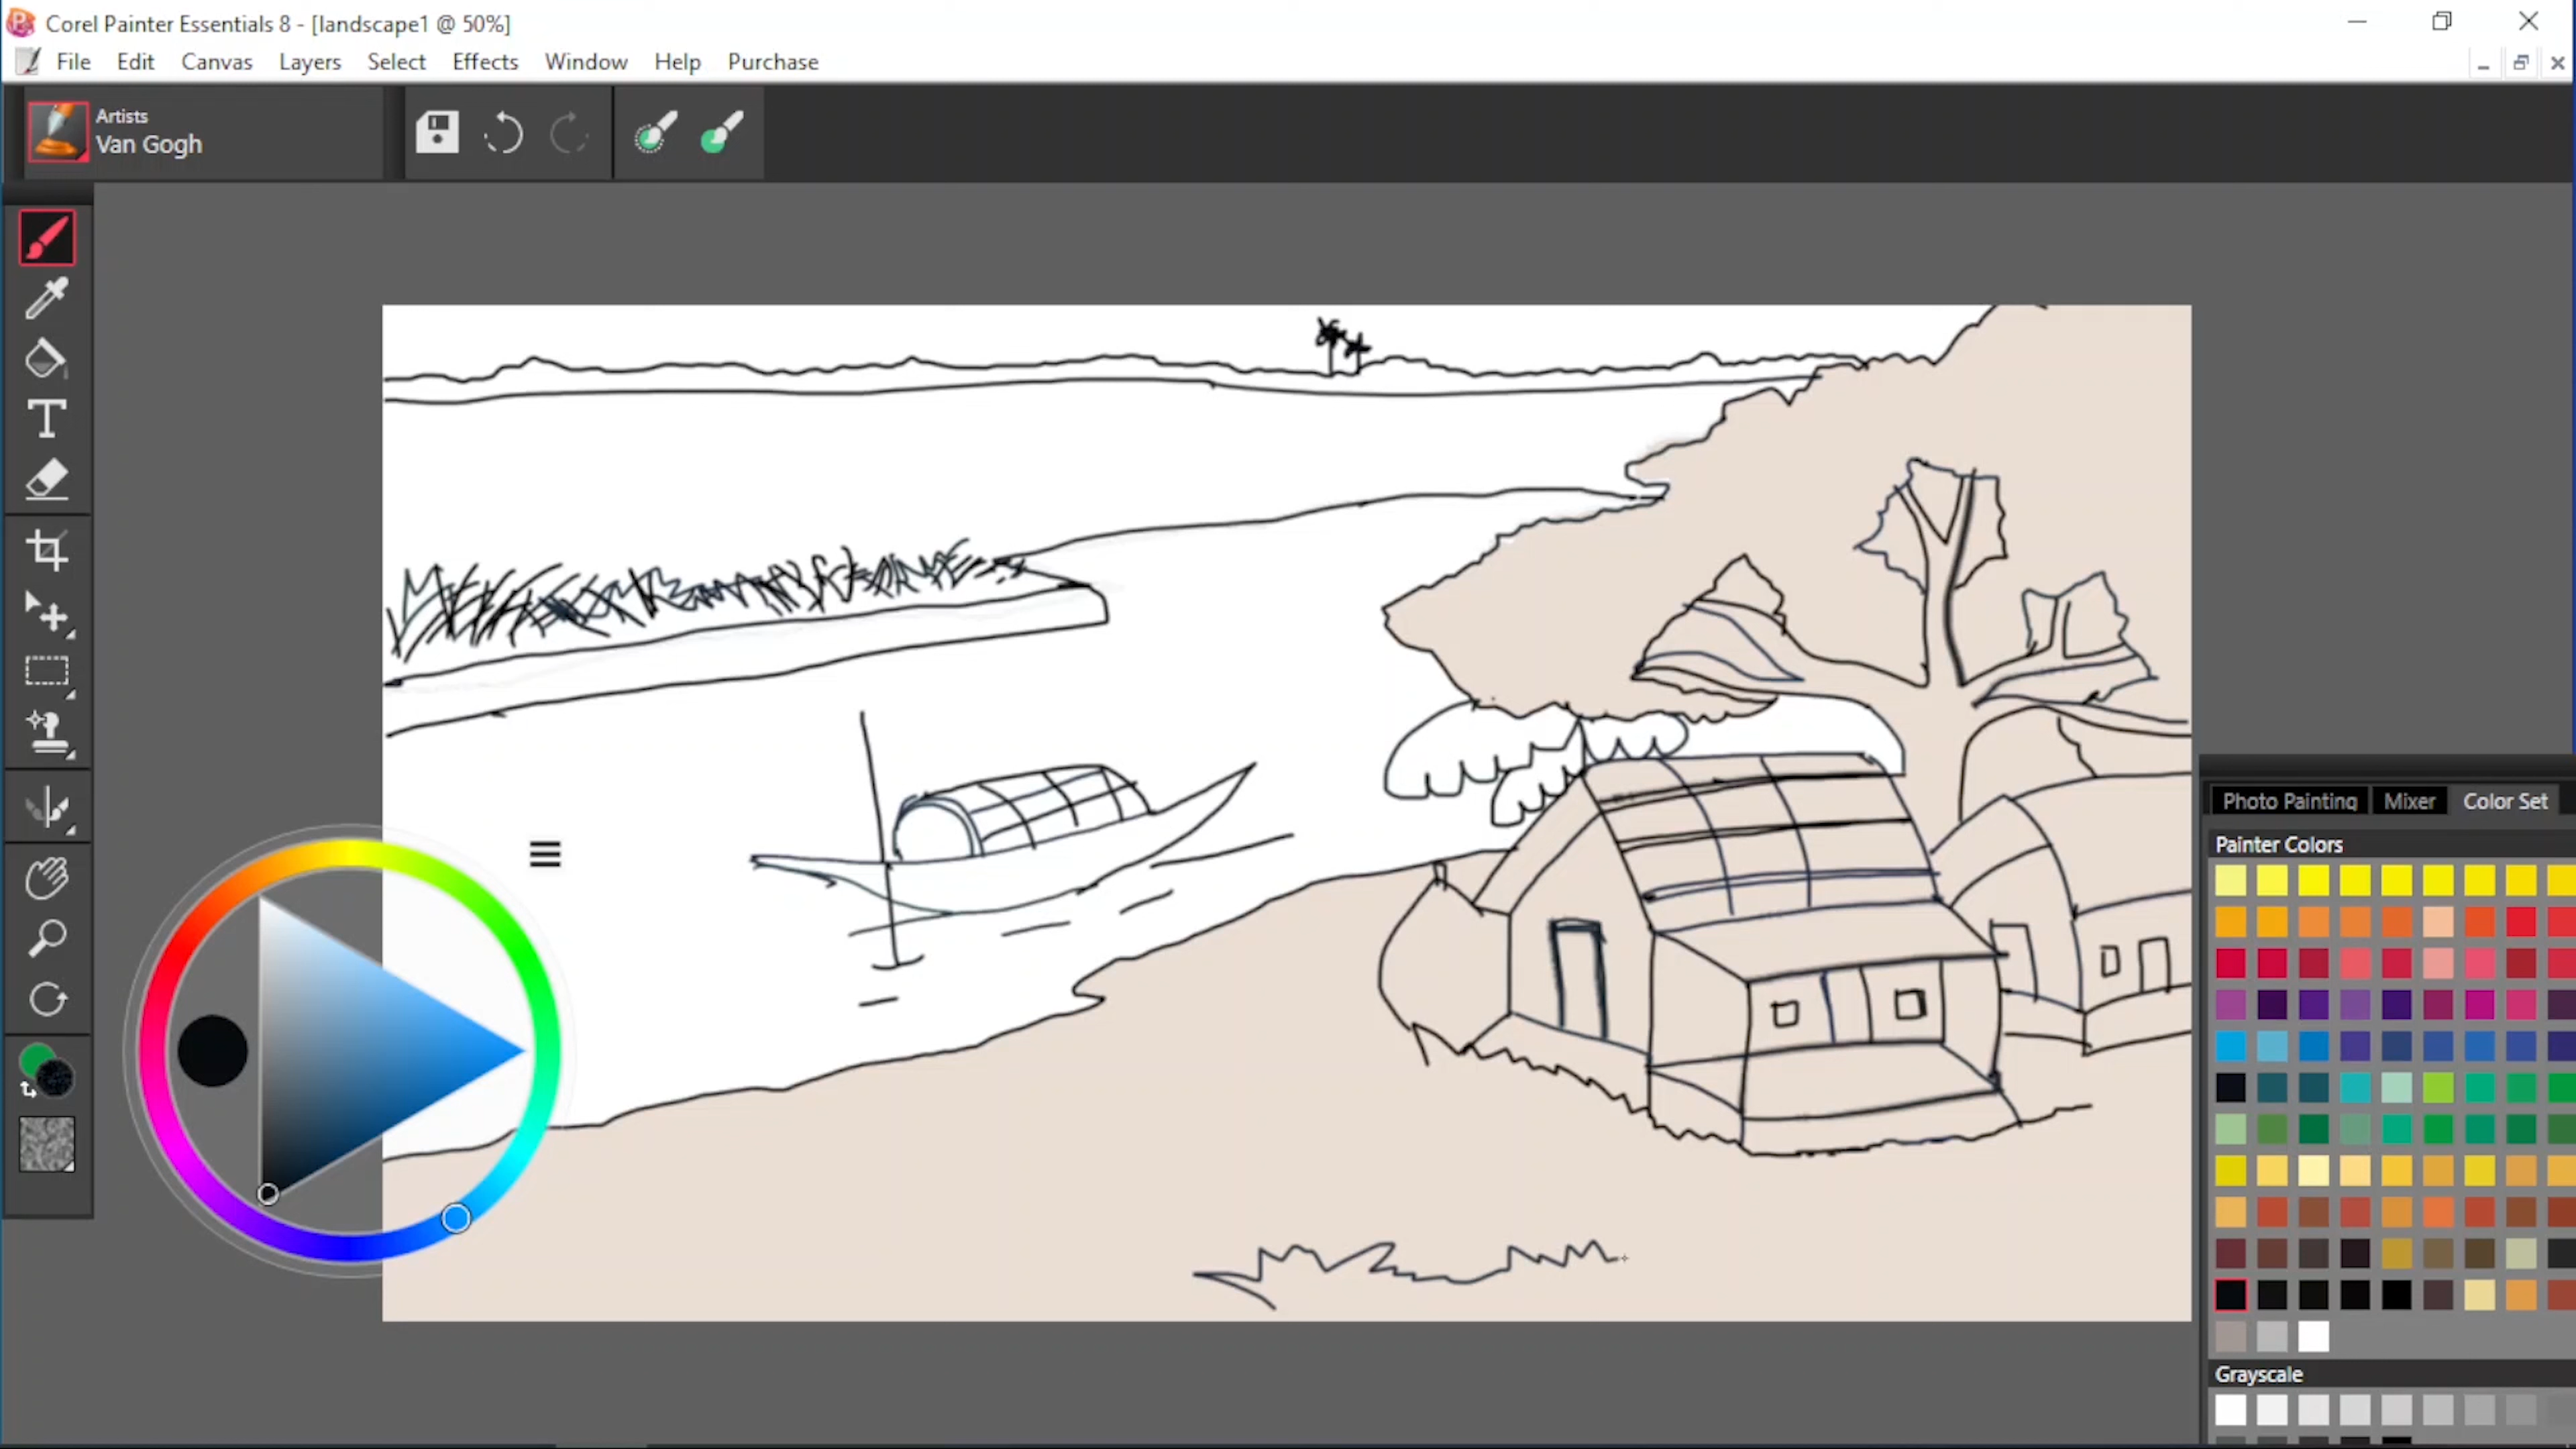 Corel Painter Essentials 8 - [landscape1 @ 50%]
File Edit Canvas Layers Select Effects Window Help Purchase
Artists
Van Gogh
Photo Painting Mixer Color Set
Painter Colors
Grayscale